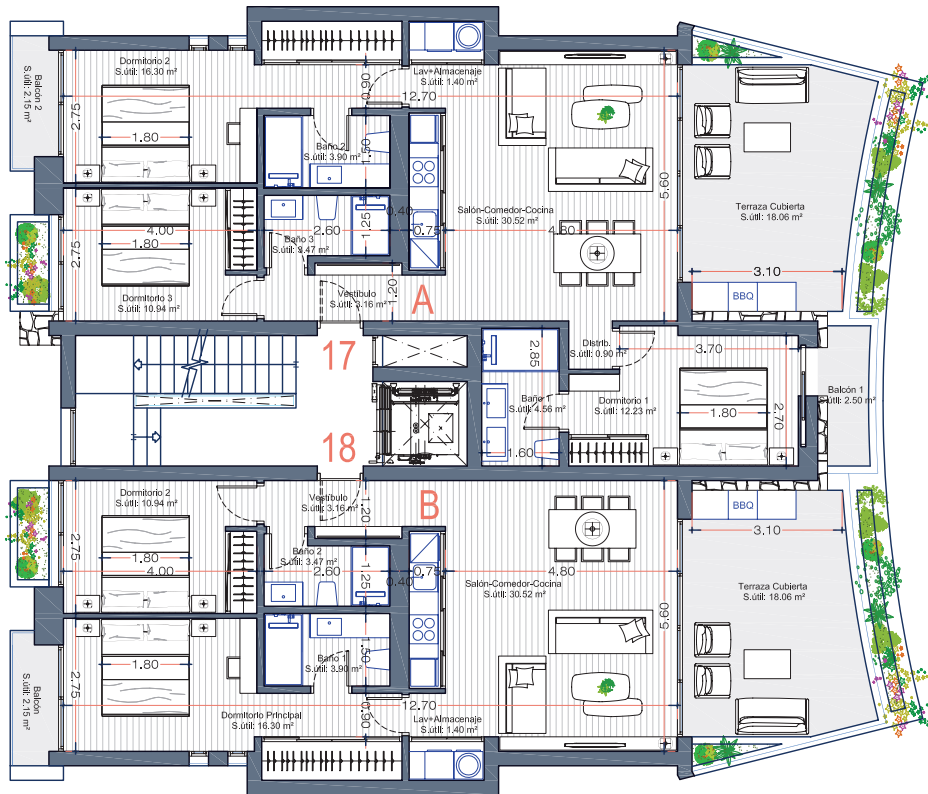 Dormitorio 2
S.útil: 16.30 m²
Lav+Almacenaje
S.útil: 1.40 m²
0.90
12.70
Balcón 2
S.útil: 2.15 m²
2.75
1.80
Baño 2
S.útil: 3.90 m²
1.50
5.60
Terraza Cubierta
S.útil: 18.06 m²
Salón-Comedor-Cocina
S.útil: 30.52 m²
0.40
1.25
4.00
2.60
0.75
4.80
1.80
Baño 3
S.útil: 3.47 m²
2.75
3.10
BBQ
Dormitorio 3
S.útil: 10.94 m²
Vestíbulo
S.útil: 3.16 m²
1.20
A
17
Distrib.
S.útil: 0.90 m²
2.85
3.70
Balcón 1
S.útil: 2.50 m²
Baño 1
S.útil: 4.56 m²
Dormitorio 1
S.útil: 12.23 m²
1.80
2.70
1.60
18
B
Dormitorio 2
S.útil: 10.94 m²
Vestíbulo
S.útil: 3.16 m²
1.20
BBQ
3.10
2.75
1.80
4.00
Baño 2
S.útil: 3.47 m²
2.60
1.25
0.40
0.75
4.80
Salón-Comedor-Cocina
S.útil: 30.52 m²
Terraza Cubierta
S.útil: 18.06 m²
5.60
Balcón
S.útil: 2.15 m²
2.75
1.80
Baño 1
S.útil: 3.90 m²
1.50
12.70
0.90
Dormitorio Principal
S.útil: 16.30 m²
Lav+Almacenaje
S.útil: 1.40 m²